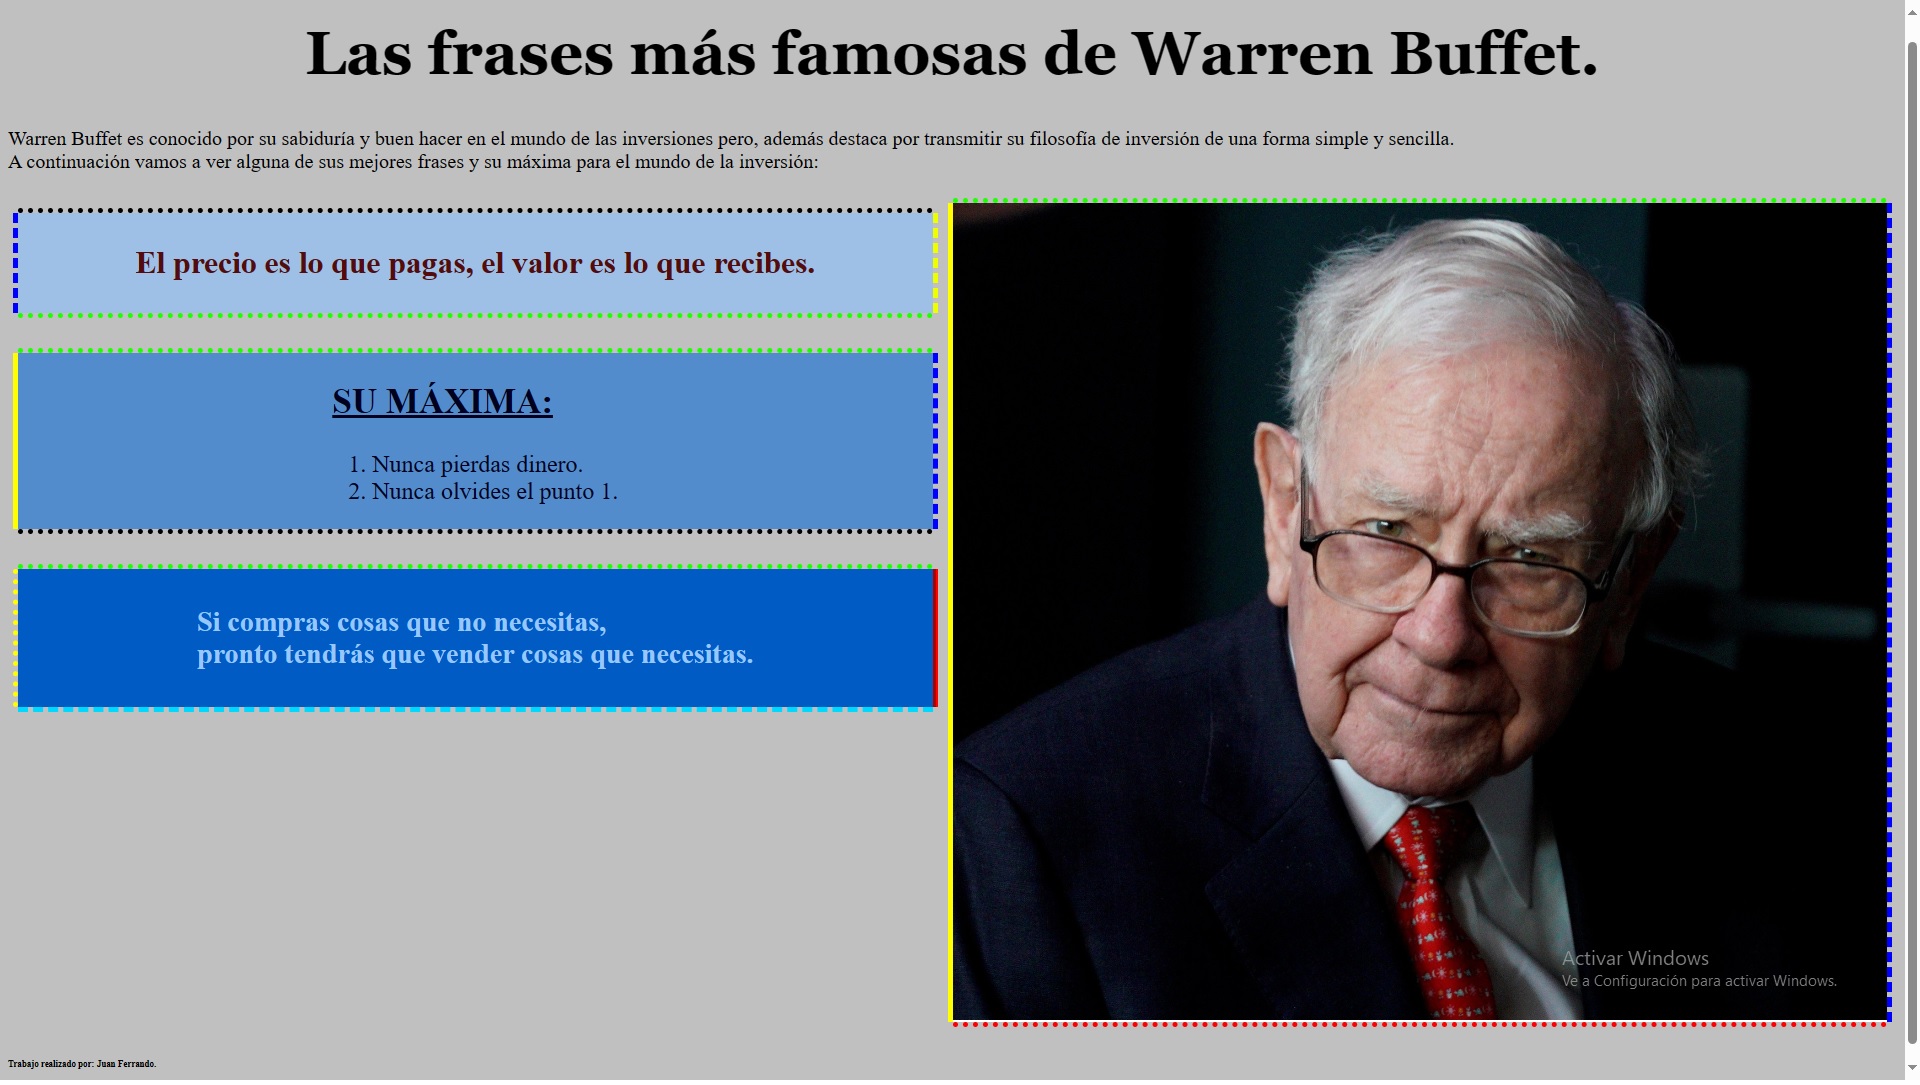 Las frases más famosas de Warren Buffet.
Warren Buffet es conocido por su sabiduría y buen hacer en el mundo de las inversiones pero, además destaca por transmitir su filosofía de inversión de una forma simple y sencilla.
A continuación vamos a ver alguna de sus mejores frases y su máxima para el mundo de la inversión:
El precio es lo que pagas, el valor es lo que recibes.
SU MÁXIMA:
1. Nunca pierdas dinero.
2. Nunca olvides el punto 1.
Si compras cosas que no necesitas,
pronto tendrás que vender cosas que necesitas.
Activar Windows
Ve a Configuración para activar Windows.
Trabajo realizado por: Juan Ferrando.